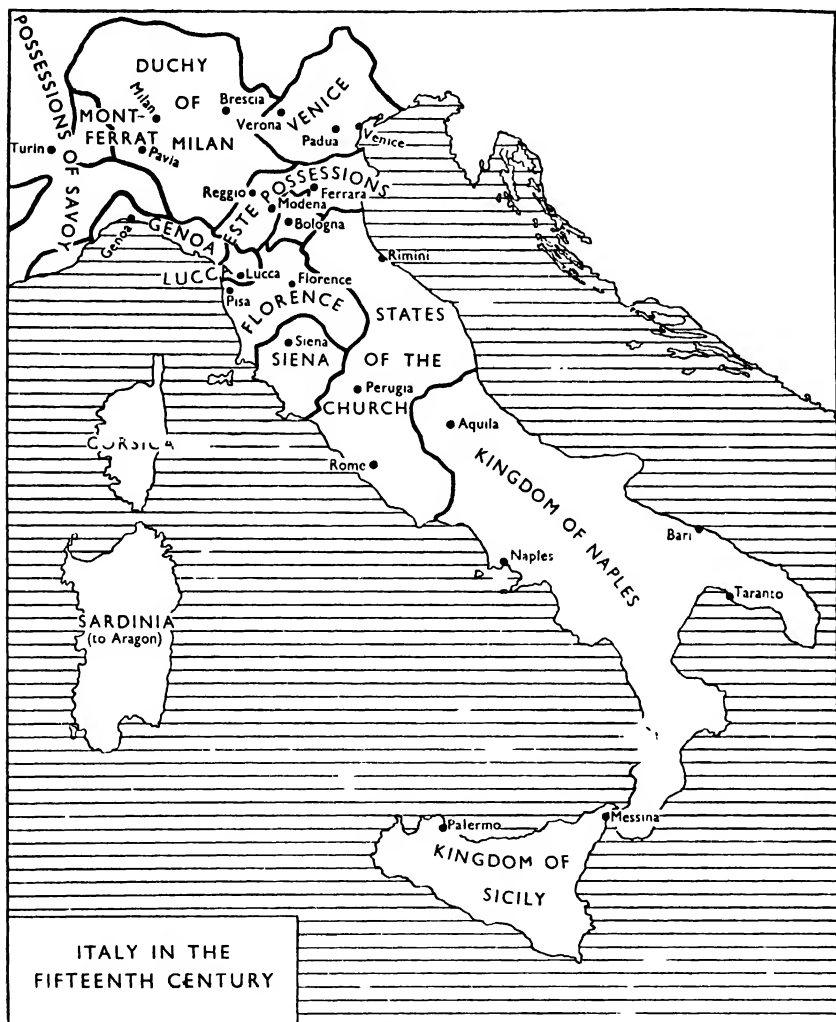 POSSESSIONS OF SAVOY
DUCHY
OF
MILAN
Milan
Brescia
Verona
VENICE
Padua
Venice
MONT-
FERRAT
Pavia
Turin
Reggio
ESTE POSSESSIONS
Ferrara
Modena
Bologna
GENOA
Genoa
LUCCA
Lucca
Pisa
Florence
FLORENCE
Rimini
STATES
OF THE
CHURCH
Siena
SIENA
Perugia
Aquila
Rome
CORSICA
KINGDOM OF NAPLES
Naples
Bari
Taranto
SARDINIA
(to Aragon)
Palermo
Messina
KINGDOM OF
SICILY
ITALY IN THE
FIFTEENTH CENTURY